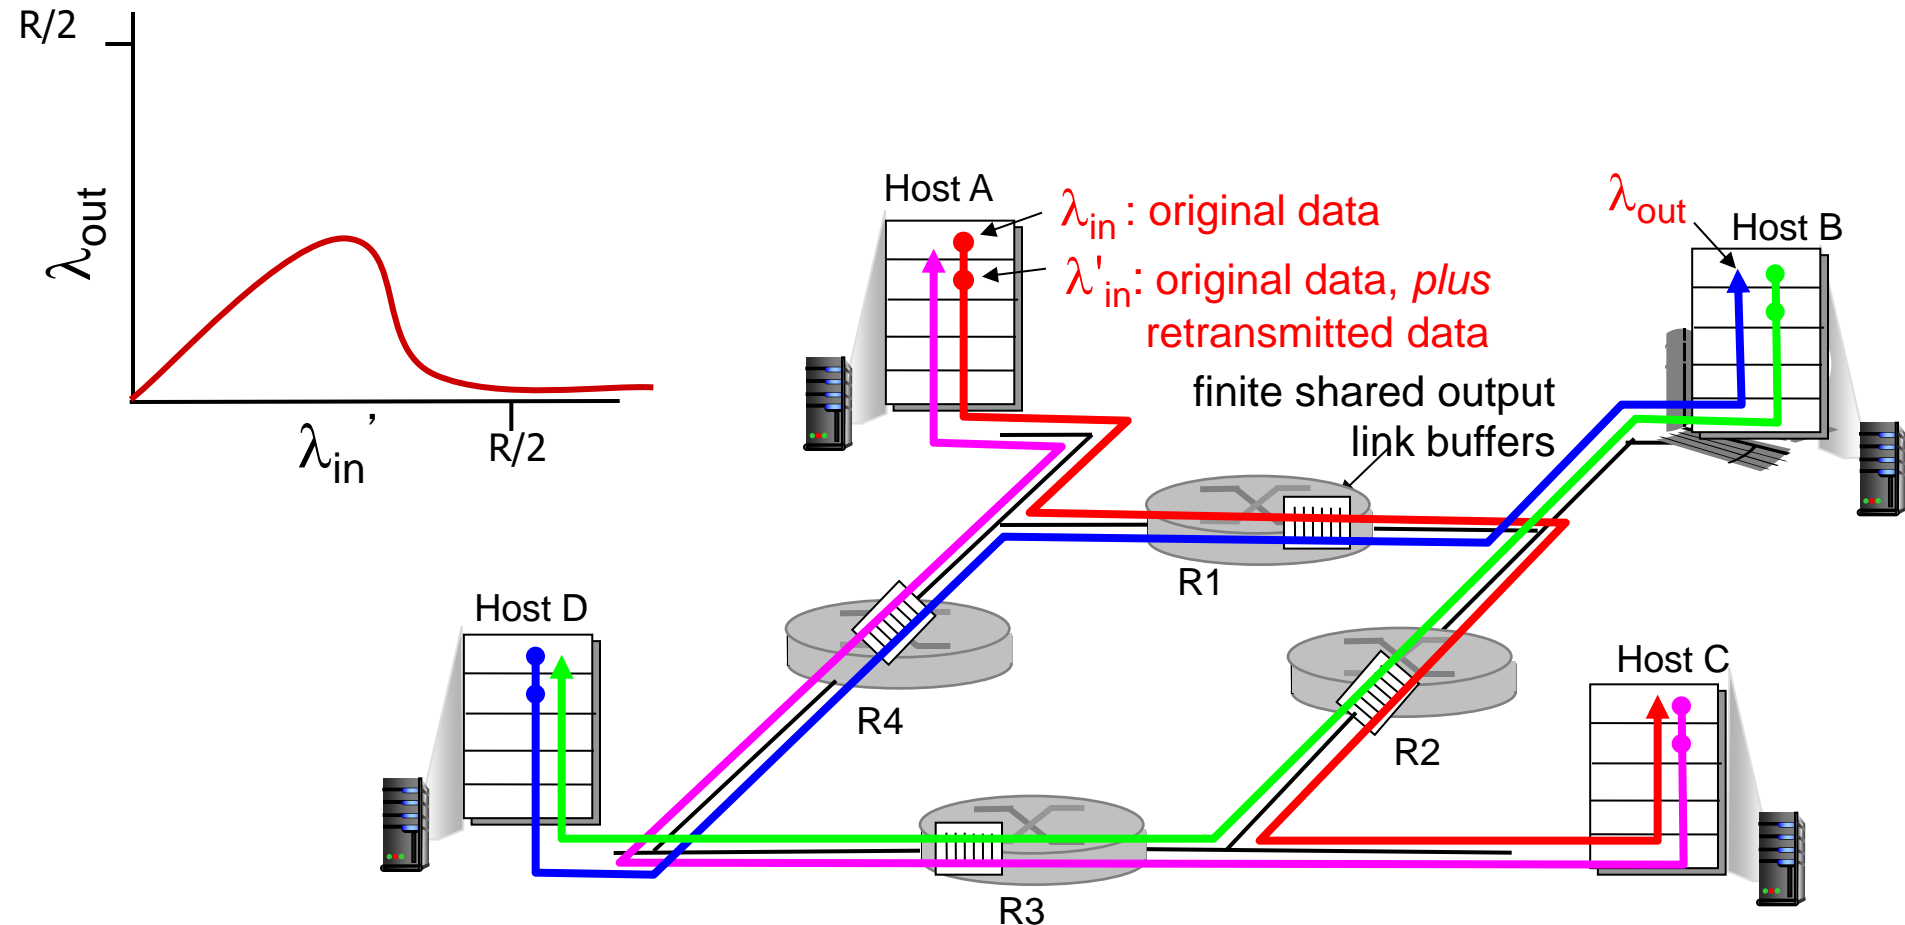 R/2
λout
λin’
R/2
Host A
λin : original data
λ'in: original data, plus
retransmitted data
finite shared output
link buffers
λout
Host B
R1
Host D
R4
R2
Host C
R3